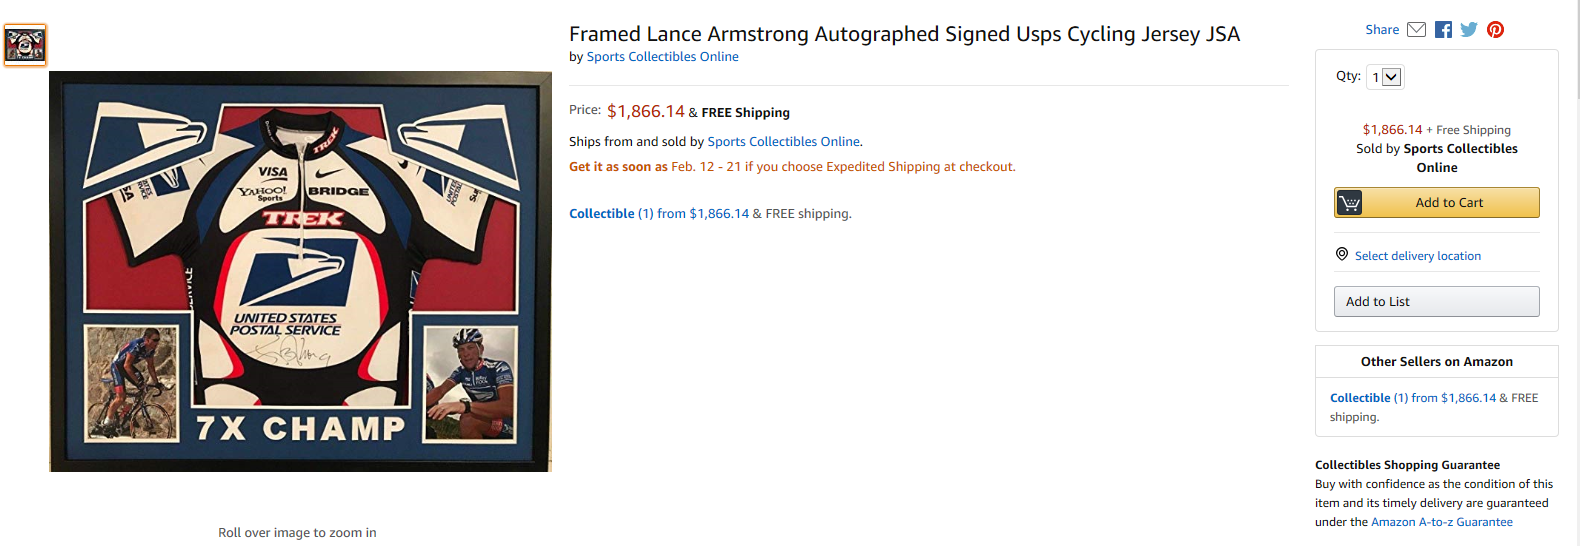 Framed Lance Armstrong Autographed Signed Usps Cycling Jersey JSA
by Sports Collectibles Online
Price: $1,866.14 & FREE Shipping
Ships from and sold by Sports Collectibles Online.
Get it as soon as Feb. 12 - 21 if you choose Expedited Shipping at checkout.
Collectible (1) from $1,866.14 & FREE shipping.
TREK
VISA
YAHOO!
Sports
BRIDGE
TREK
UNITED STATES
POSTAL SERVICE
7X CHAMP
Roll over image to zoom in
Share
Qty: 1
$1,866.14 + Free Shipping
Sold by Sports Collectibles
Online
Add to Cart
Select delivery location
Add to List
Other Sellers on Amazon
Collectible (1) from $1,866.14 & FREE
shipping.
Collectibles Shopping Guarantee
Buy with confidence as the condition of this
item and its timely delivery are guaranteed
under the Amazon A-to-z Guarantee